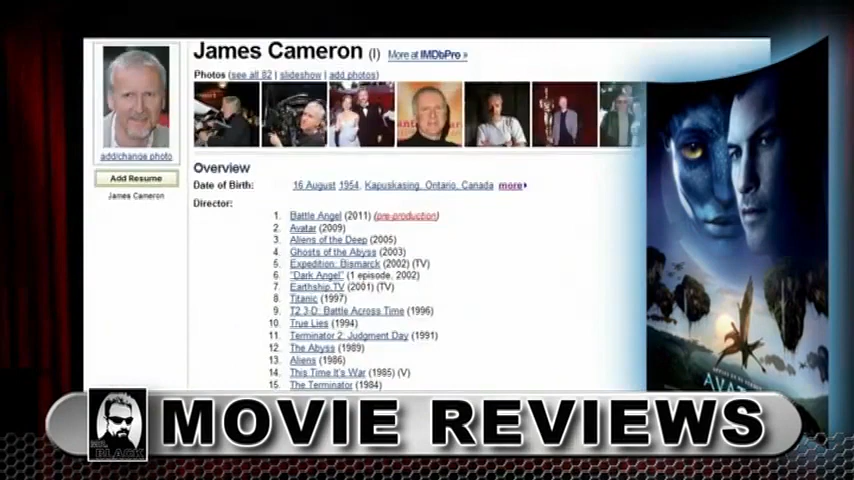 James Cameron (I) More at IMDbPro »
Photos (see all 82 | slideshow | add photos)
add/change photo
Add Resume
James Cameron
Overview
Date of Birth: 16 August 1954, Kapuskasing, Ontario, Canada more
Director:
1. Battle Angel (2011) (pre-production)
2. Avatar (2009)
3. Aliens of the Deep (2005)
4. Ghosts of the Abyss (2003)
5. Expedition: Bismarck (2002) (TV)
6. "Dark Angel" (1 episode, 2002)
7. Earthship.TV (2001) (TV)
8. Titanic (1997)
9. T2 3-D: Battle Across Time (1996)
10. True Lies (1994)
11. Terminator 2: Judgment Day (1991)
12. The Abyss (1989)
13. Aliens (1986)
14. This Time It's War (1985) (V)
15. The Terminator (1984)
AVATAR
MR. BLACK
MOVIE REVIEWS